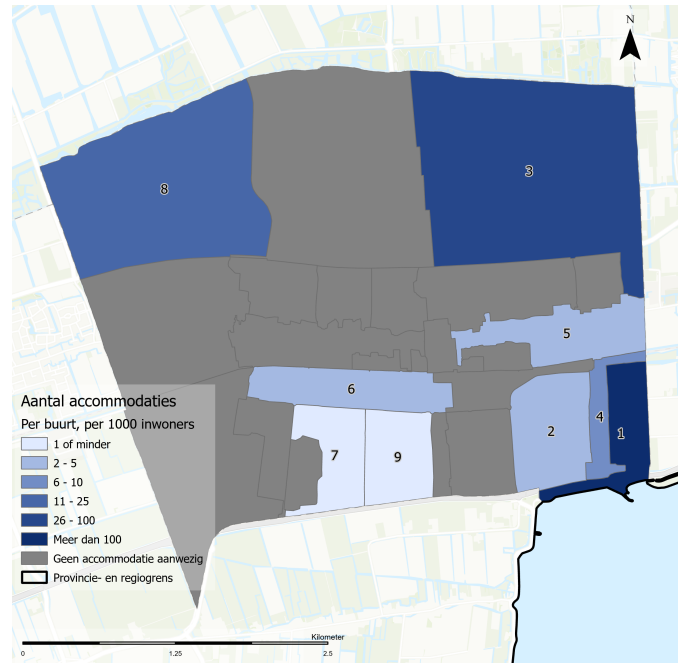 N
3
8
5
6
2
4
1
7
9
Aantal accommodaties
Per buurt, per 1000 inwoners
1 of minder
2 - 5
6 - 10
11 - 25
26 - 100
Meer dan 100
Geen accommodatie aanwezig
Provincie- en regiogrens
Kilometer
0 1.25 2.5